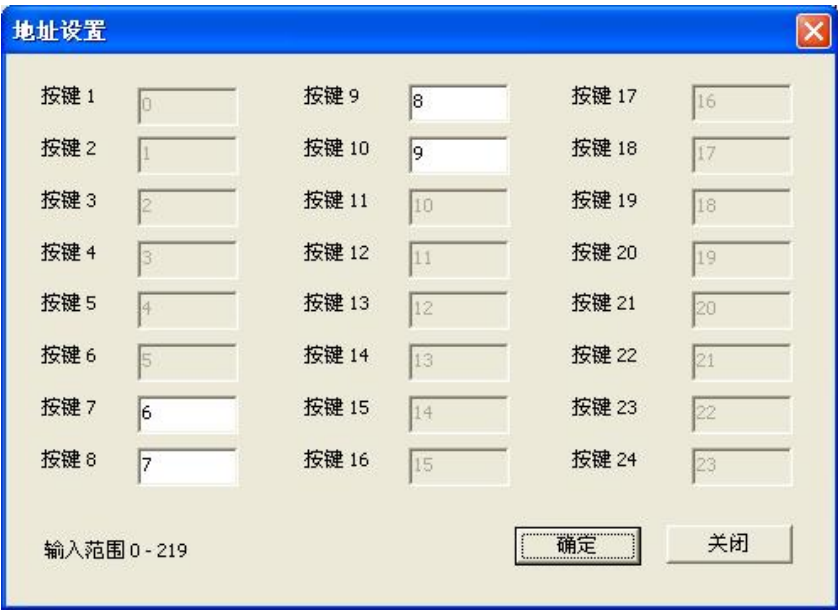 地址设置
按键 1 0 按键 9 8 按键 17 16
按键 2 1 按键 10 9 按键 18 17
按键 3 2 按键 11 10 按键 19 18
按键 4 3 按键 12 11 按键 20 19
按键 5 4 按键 13 12 按键 21 20
按键 6 5 按键 14 13 按键 22 21
按键 7 6 按键 15 14 按键 23 22
按键 8 7 按键 16 15 按键 24 23
输入范围 0 - 219 确定 关闭